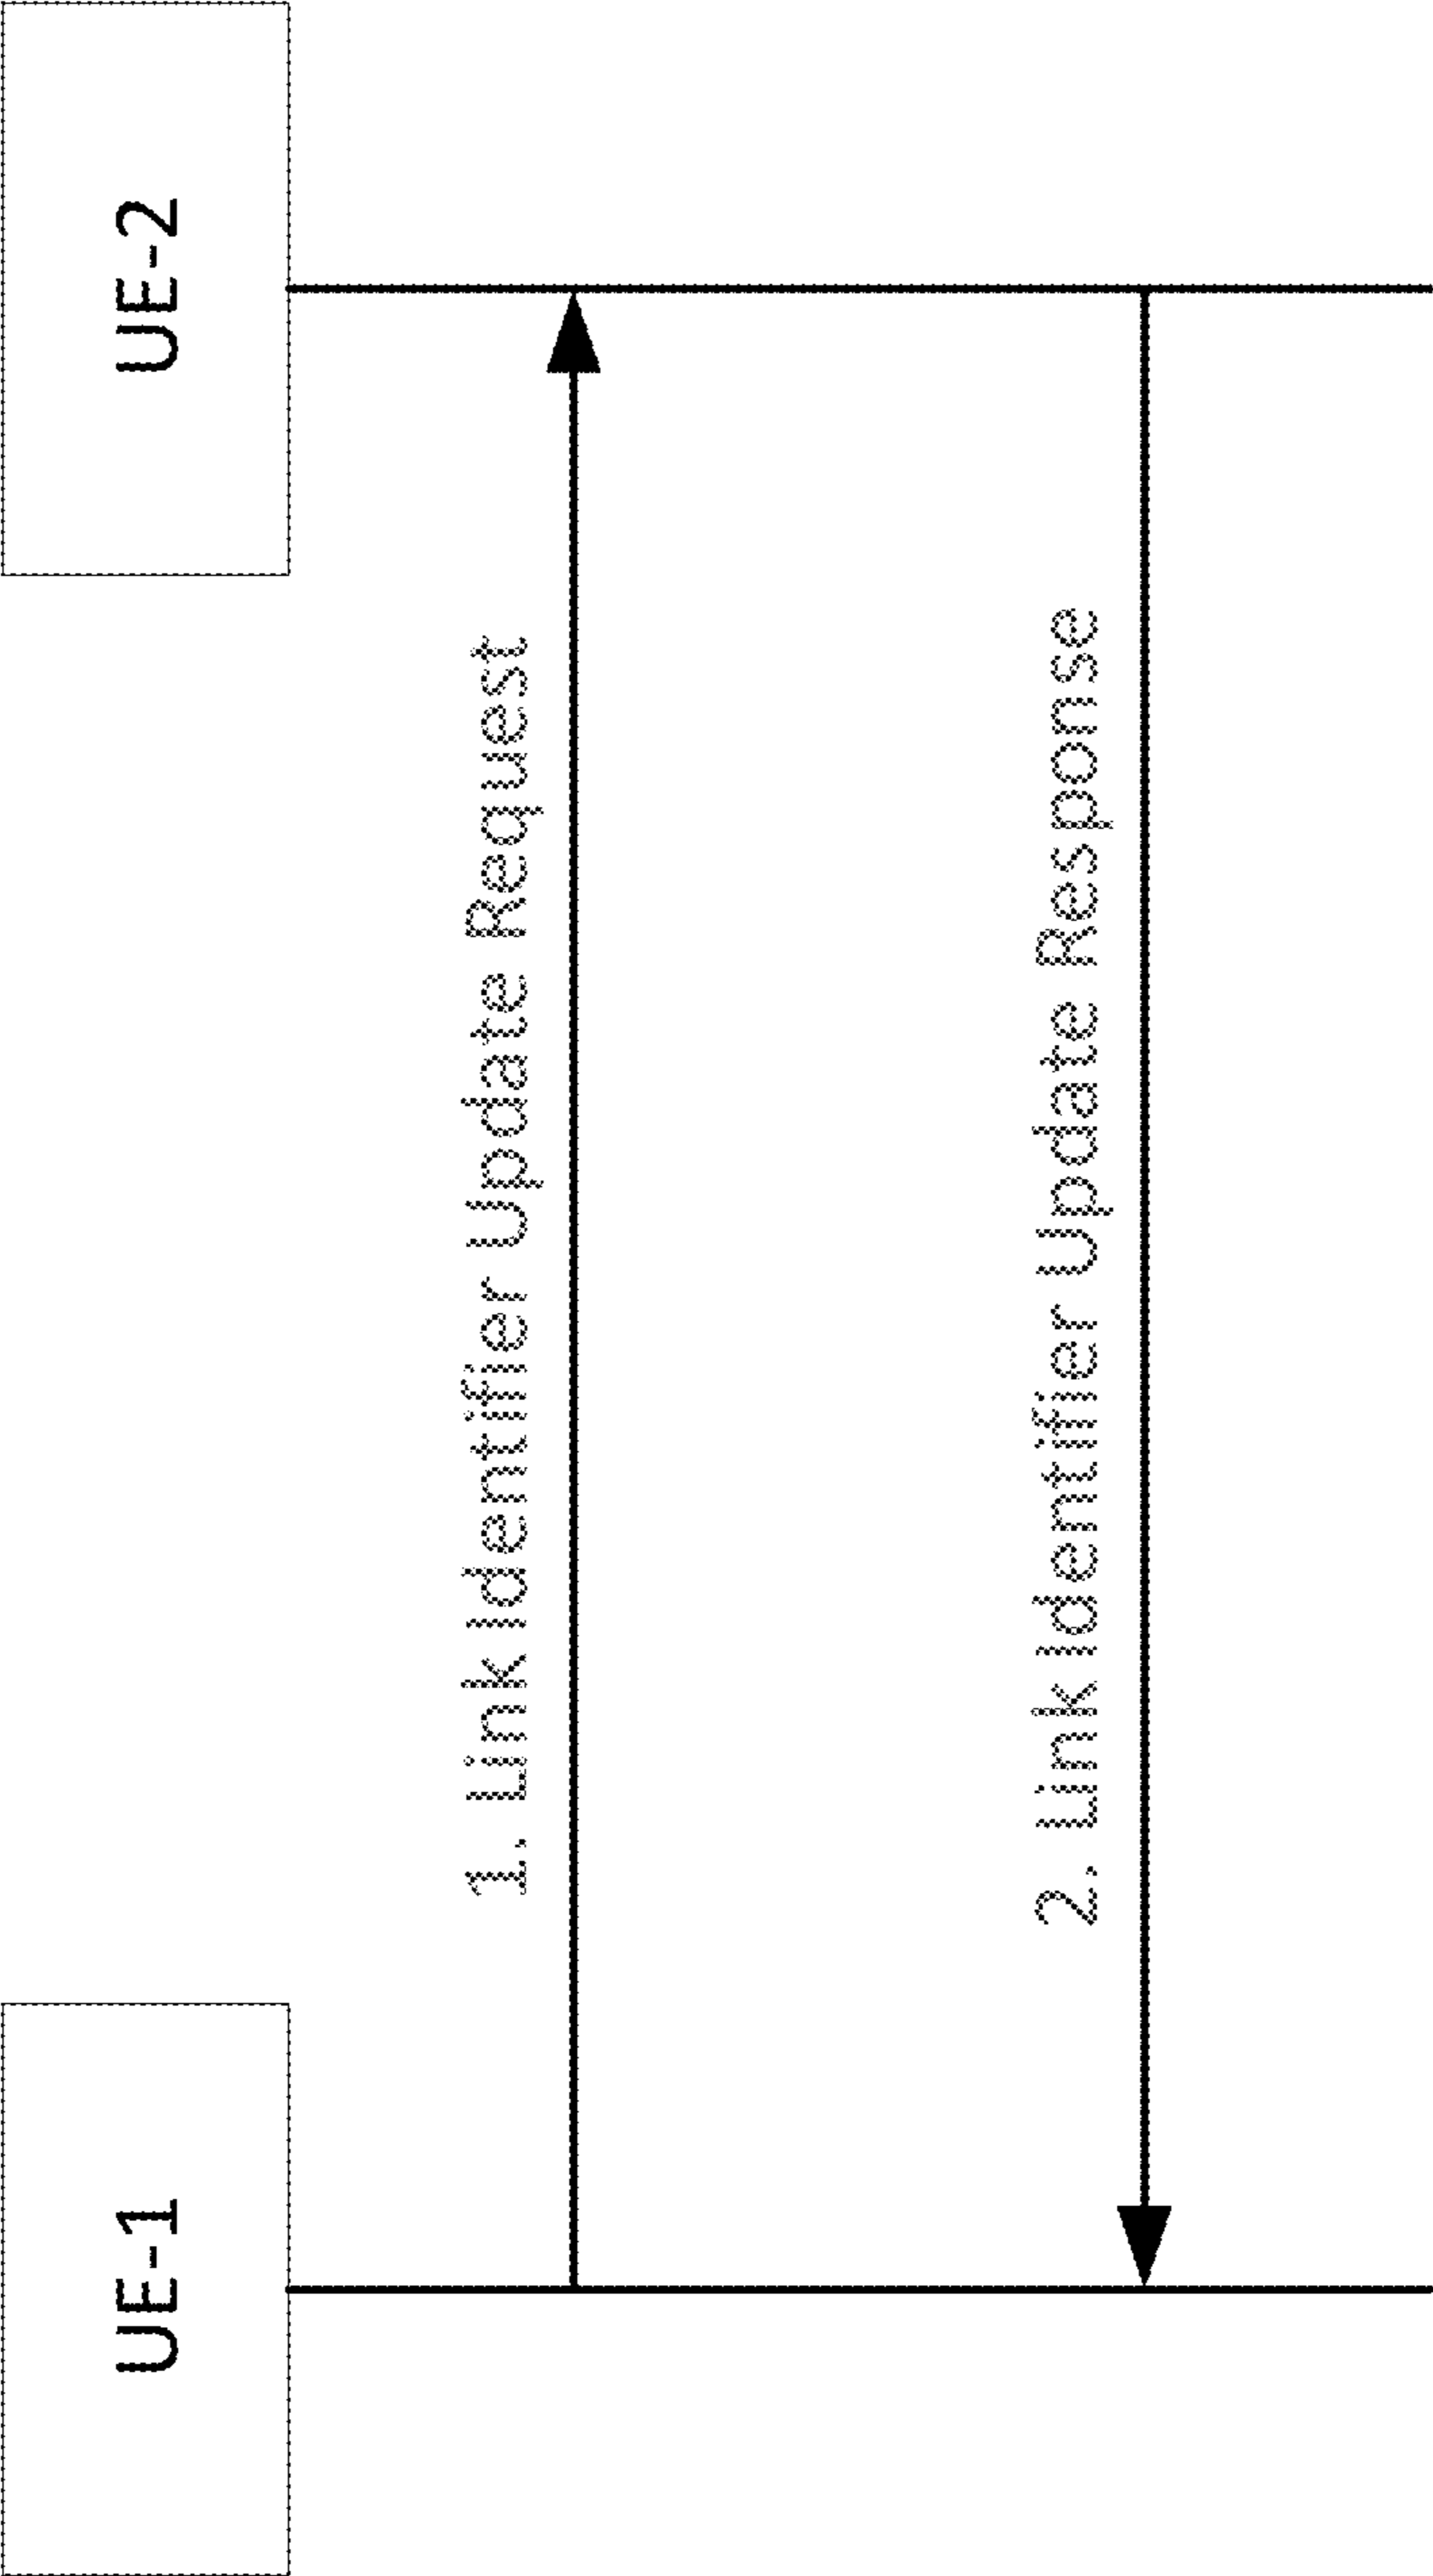 UE-1
UE-2
1. Link Identifier Update Request
2. Link Identifier Update Response